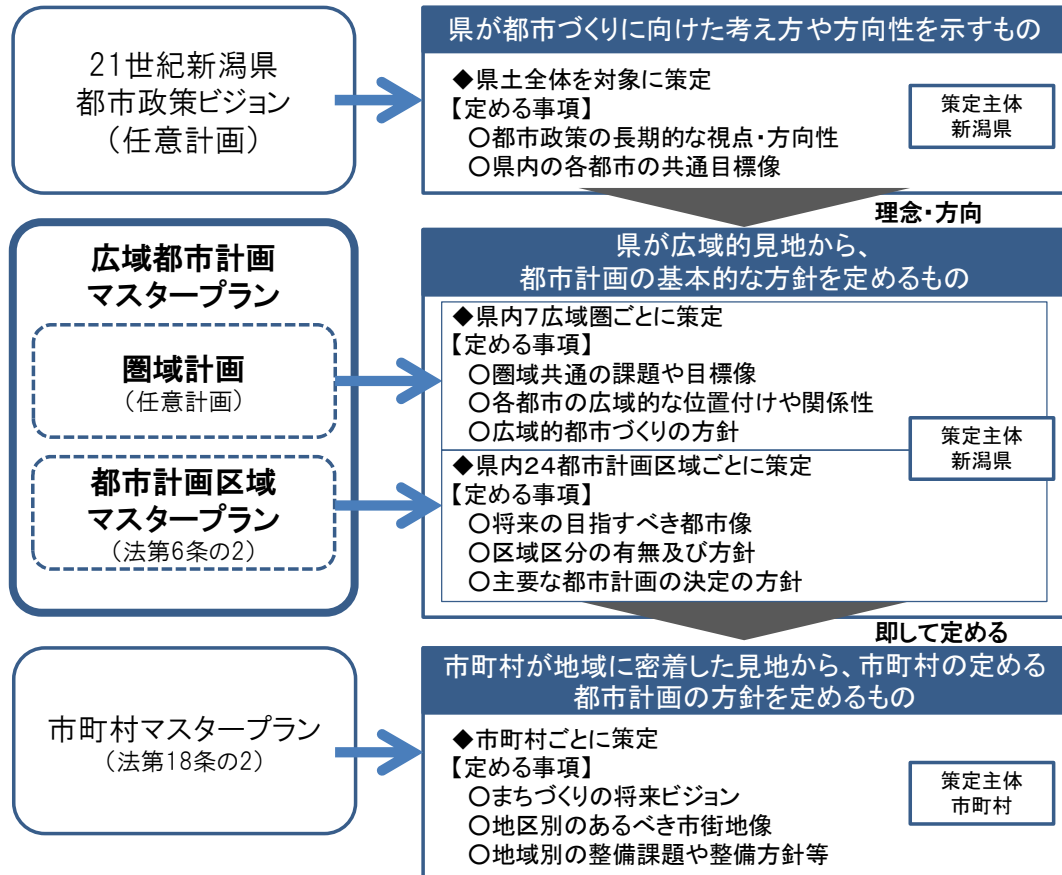 21世紀新潟県
都市政策ビジョン
（任意計画）
県が都市づくりに向けた考え方や方向性を示すもの
◆県土全体を対象に策定
【定める事項】
○都市政策の長期的な視点・方向性
○県内の各都市の共通目標像
策定主体
新潟県
理念・方向
広域都市計画
マスタープラン
圏域計画
（任意計画）
都市計画区域
マスタープラン
（法第6条の2）
県が広域的見地から、
都市計画の基本的な方針を定めるもの
◆県内7広域圏ごとに策定
【定める事項】
○圏域共通の課題や目標像
○各都市の広域的な位置付けや関係性
○広域的都市づくりの方針
◆県内24都市計画区域ごとに策定
【定める事項】
○将来の目指すべき都市像
○区域区分の有無及び方針
○主要な都市計画の決定の方針
策定主体
新潟県
即して定める
市町村マスタープラン
（法第18条の2）
市町村が地域に密着した見地から、市町村の定める
都市計画の方針を定めるもの
◆市町村ごとに策定
【定める事項】
○まちづくりの将来ビジョン
○地区別のあるべき市街地像
○地域別の整備課題や整備方針等
策定主体
市町村